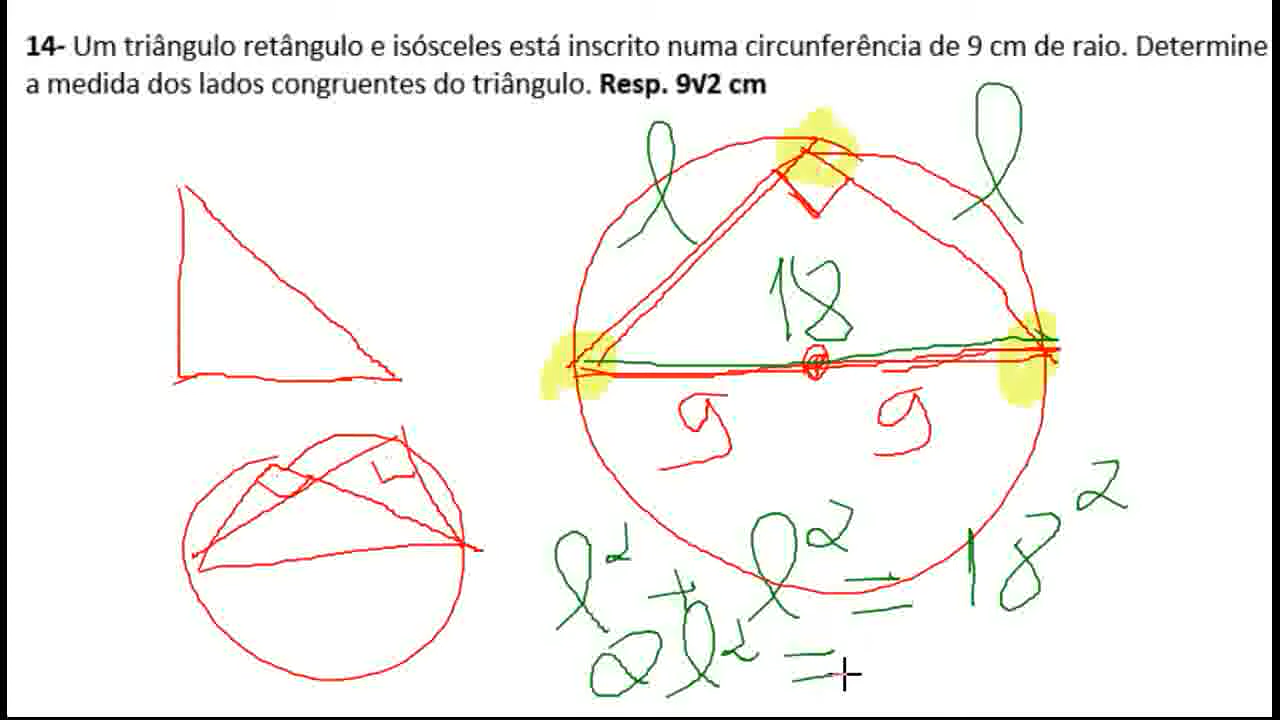 14- Um triângulo retângulo e isósceles está inscrito numa circunferência de 9 cm de raio. Determine
a medida dos lados congruentes do triângulo. Resp. 9√2 cm
l l
18
9 9
l² + l² = 18²
2l² =